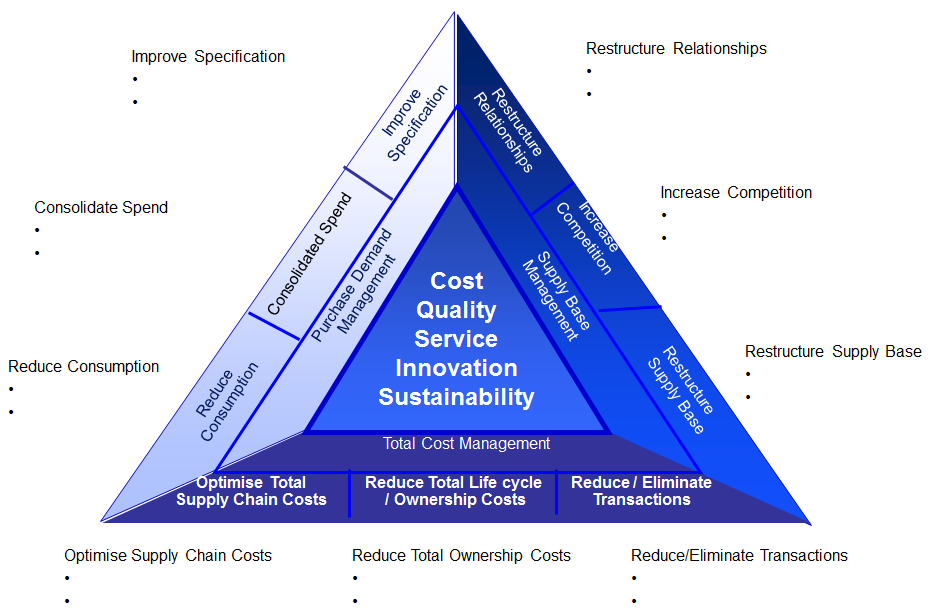 Improve Specification
•
•
Restructure Relationships
•
•
Consolidate Spend
•
•
Increase Competition
•
•
Reduce Consumption
•
•
Restructure Supply Base
•
•
Improve
Specification
Consolidated Spend
Reduce
Consumption
Purchase Demand
Management
Restructure
Relationships
Increase
Competition
Restructure
Supply Base
Supply Base
Management
Cost
Quality
Service
Innovation
Sustainability
Total Cost Management
Optimise Total
Supply Chain Costs
Reduce Total Life cycle
/ Ownership Costs
Reduce / Eliminate
Transactions
Optimise Supply Chain Costs
•
•
Reduce Total Ownership Costs
•
•
Reduce/Eliminate Transactions
•
•